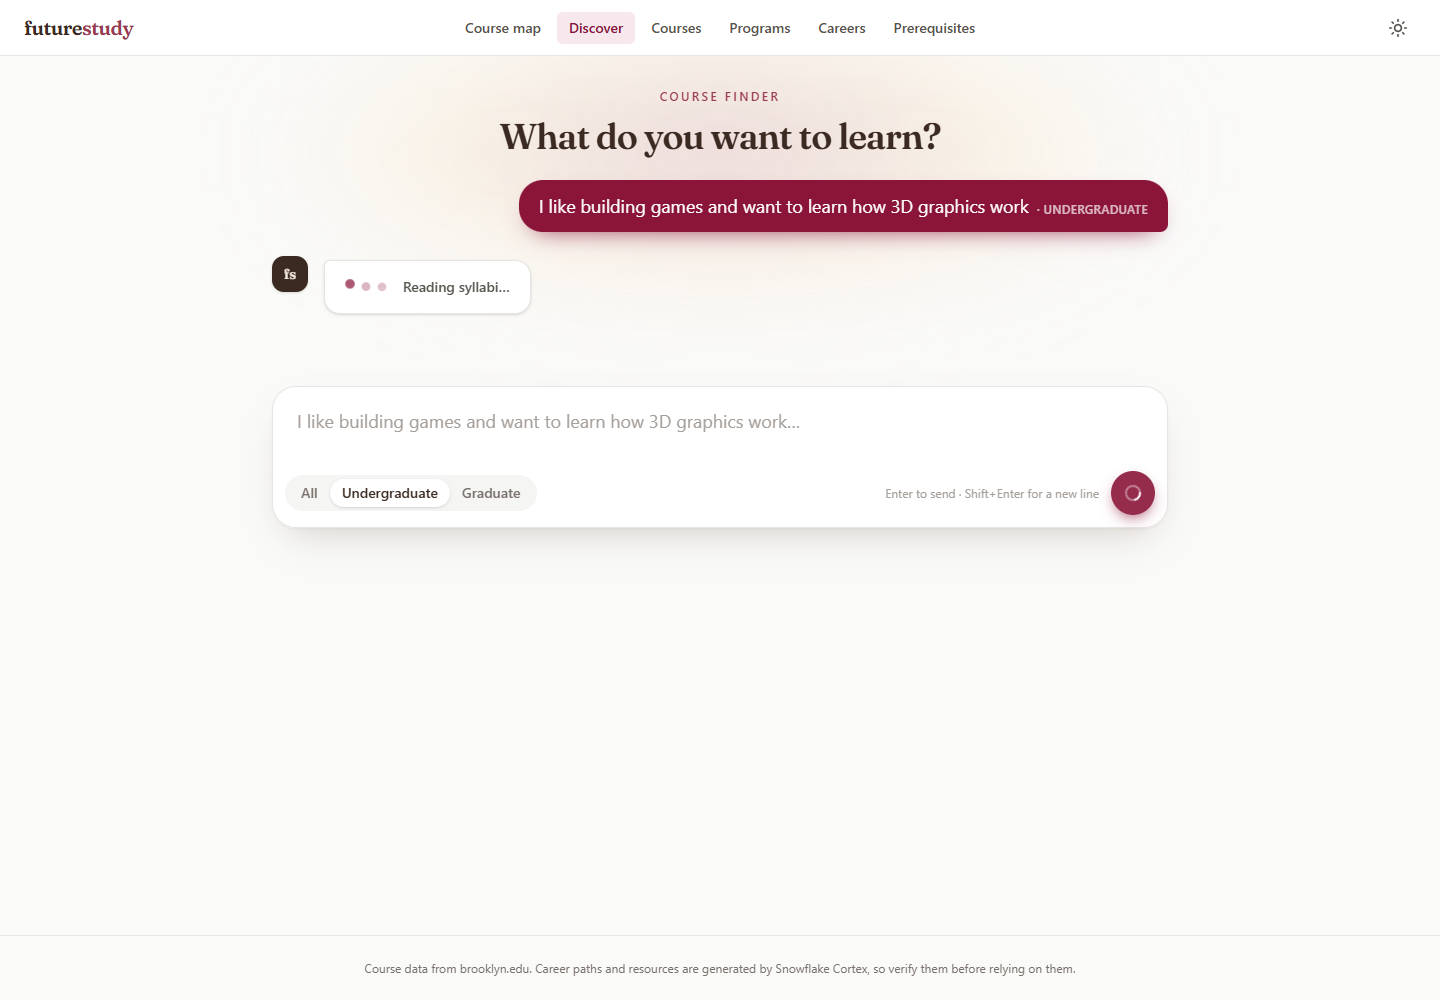 futurestudy
Course map
Discover
Courses
Programs
Careers
Prerequisites
COURSE FINDER
What do you want to learn?
I like building games and want to learn how 3D graphics work · UNDERGRADUATE
fs
Reading syllabi...
I like building games and want to learn how 3D graphics work...
All
Undergraduate
Graduate
Enter to send · Shift+Enter for a new line
Course data from brooklyn.edu. Career paths and resources are generated by Snowflake Cortex, so verify them before relying on them.